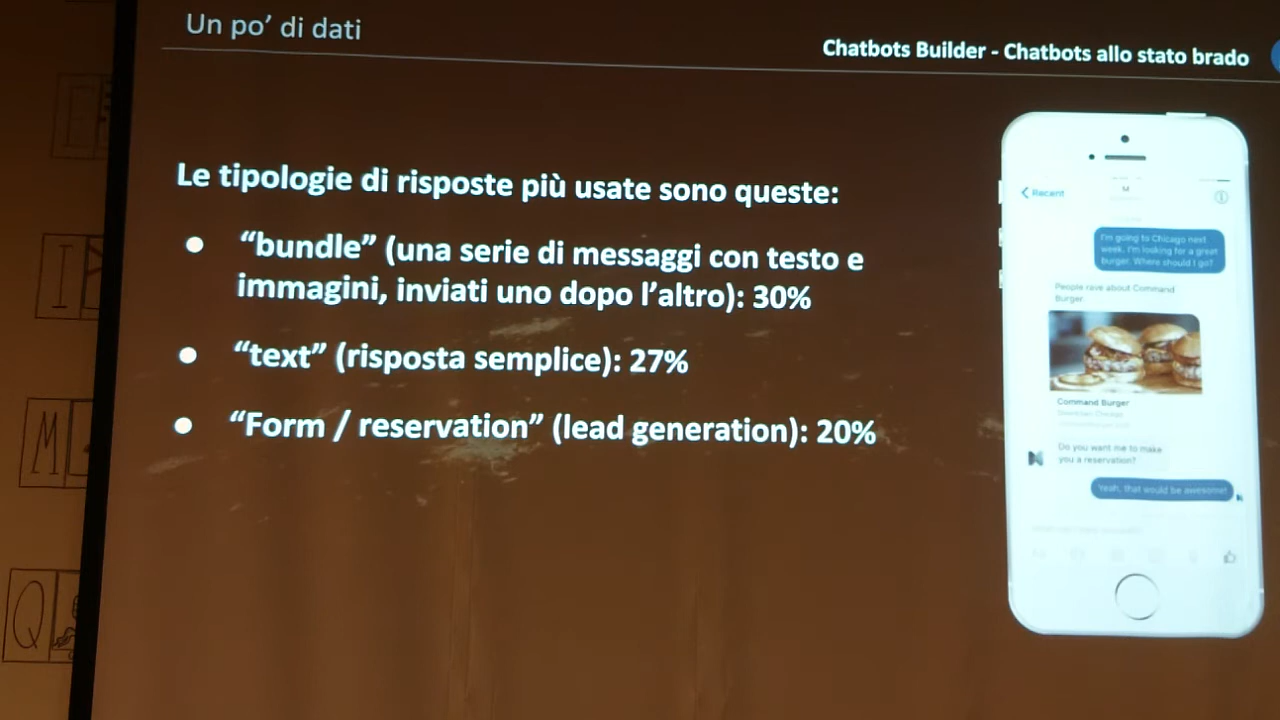 Un po' di dati
Chatbots Builder - Chatbots allo stato brado
Le tipologie di risposte più usate sono queste:
● “bundle” (una serie di messaggi con testo e
immagini, inviati uno dopo l’altro): 30%
● “text” (risposta semplice): 27%
● “Form / reservation” (lead generation): 20%
Recent
M
I'm going to Chicago next
week. I'm looking for a great
burger. Where should I go?
People rave about Command
Burger.
Command Burger
Downtown Chicago
Do you want me to make
you a reservation?
Yeah, that would be awesome!
I
M
Q